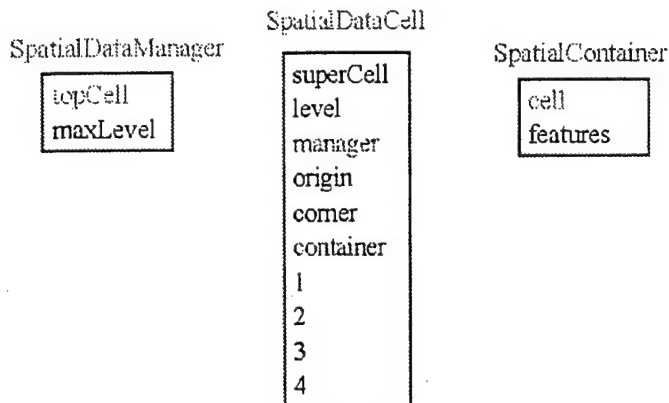 SpatialDataManager
topCell
maxLevel
SpatialDataCell
superCell
level
manager
origin
corner
container
1
2
3
4
SpatialContainer
cell
features